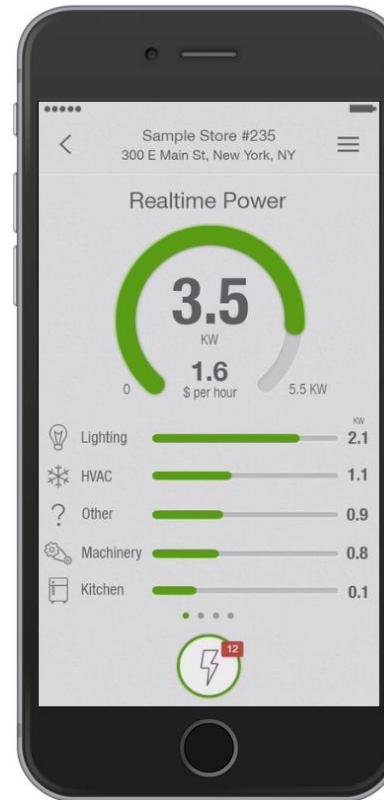 Sample Store #235
300 E Main St, New York, NY
Realtime Power
3.5
KW
1.6
$ per hour
0
5.5 KW
KW
Lighting 2.1
HVAC 1.1
? Other 0.9
Machinery 0.8
Kitchen 0.1
12